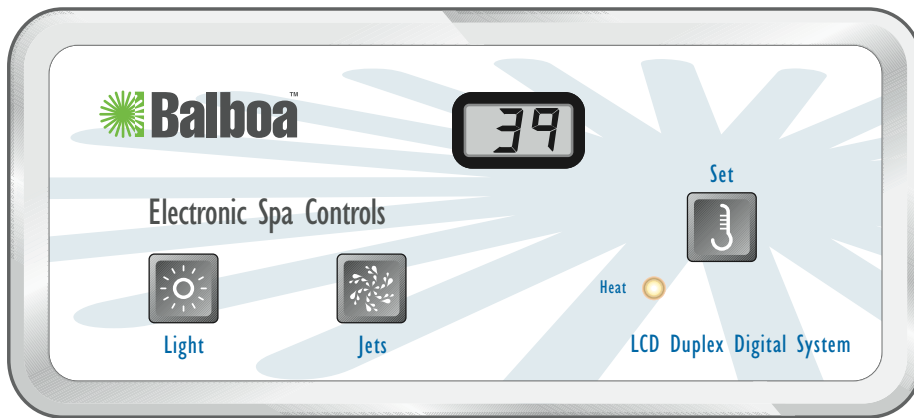 Balboa™
39
Set
Electronic Spa Controls
Heat
Light
Jets
LCD Duplex Digital System